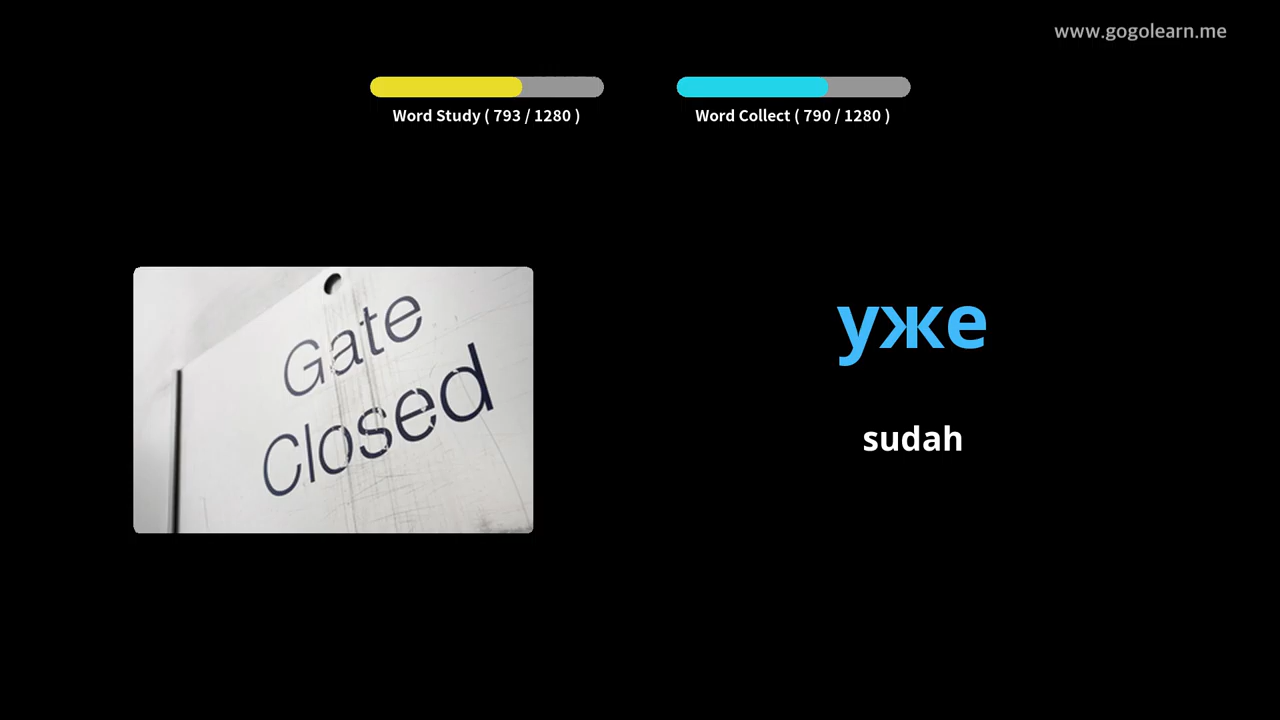 www.gogolearn.me
Word Study ( 793 / 1280 )
Word Collect ( 790 / 1280 )
Gate
Closed
уже
sudah